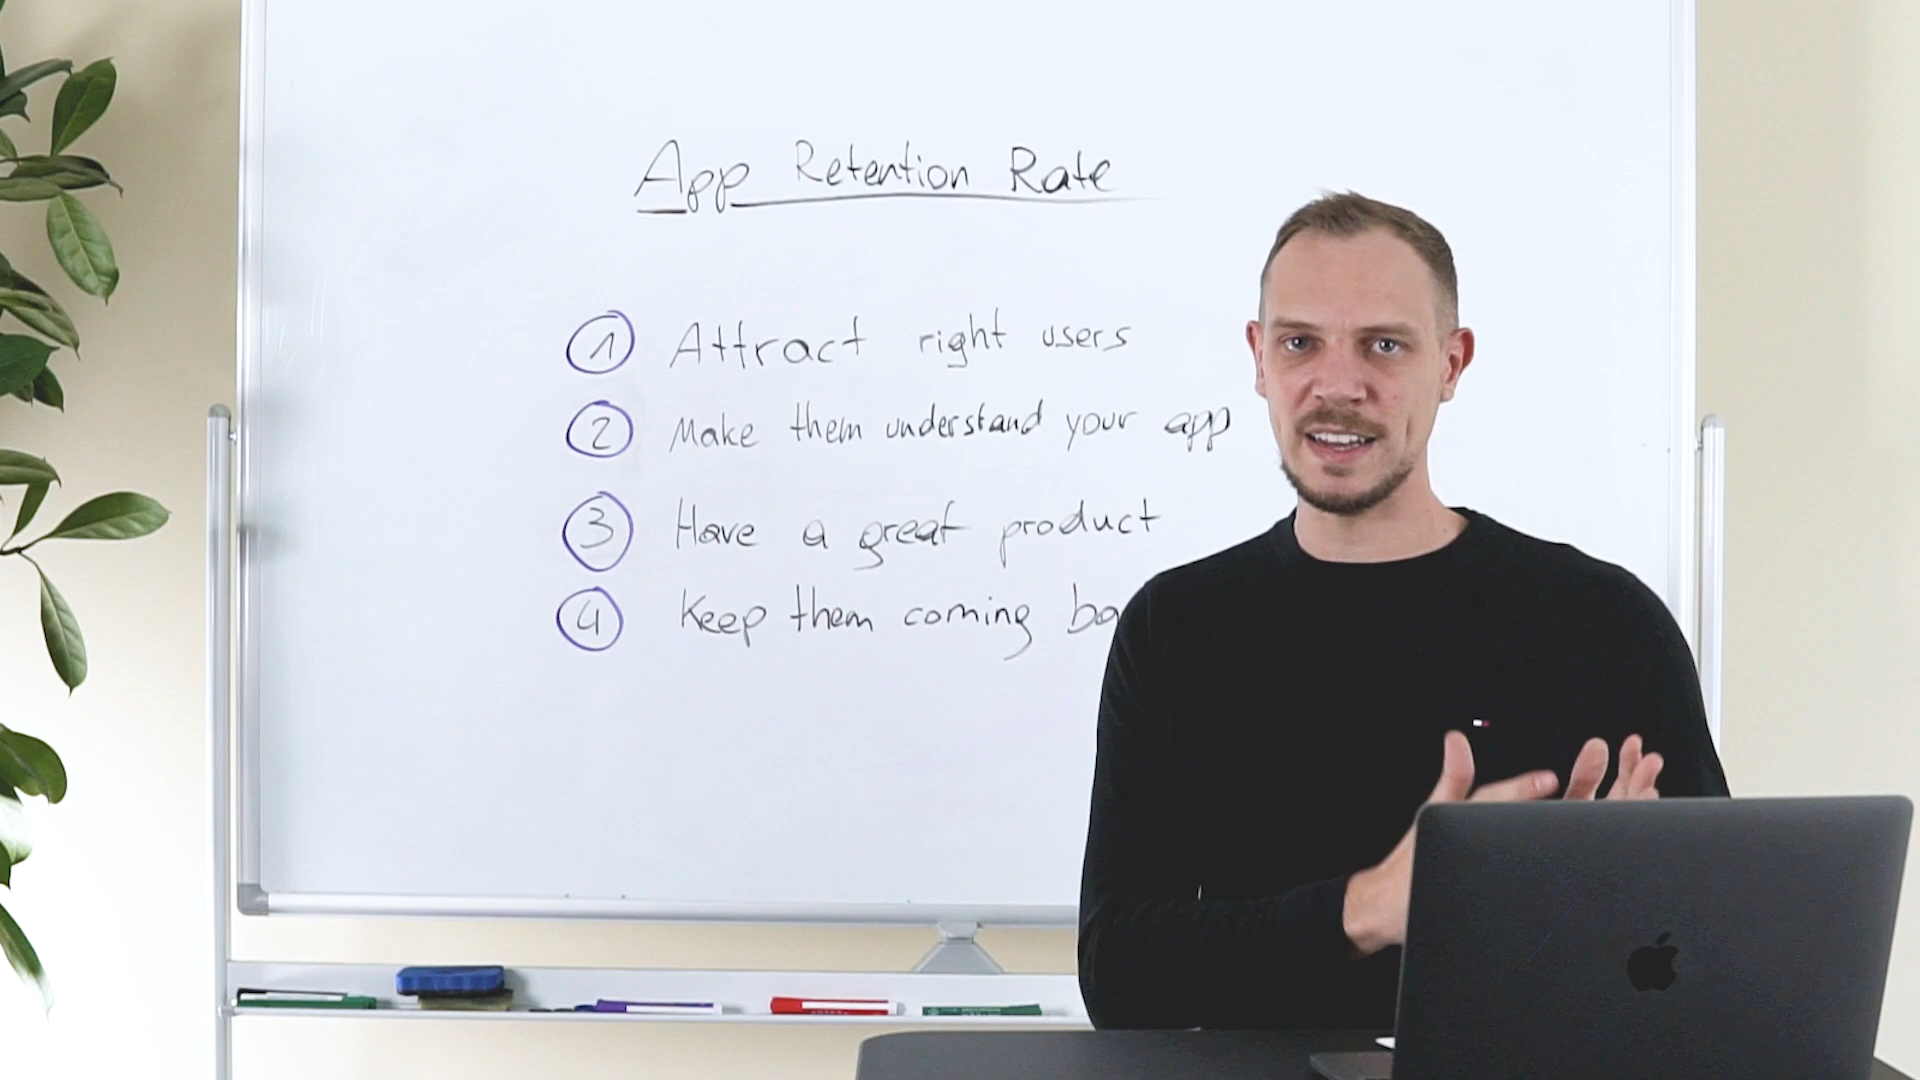 App Retention Rate
1 Attract right users
2 Make them understand your app
3 Have a great product
4 Keep them coming